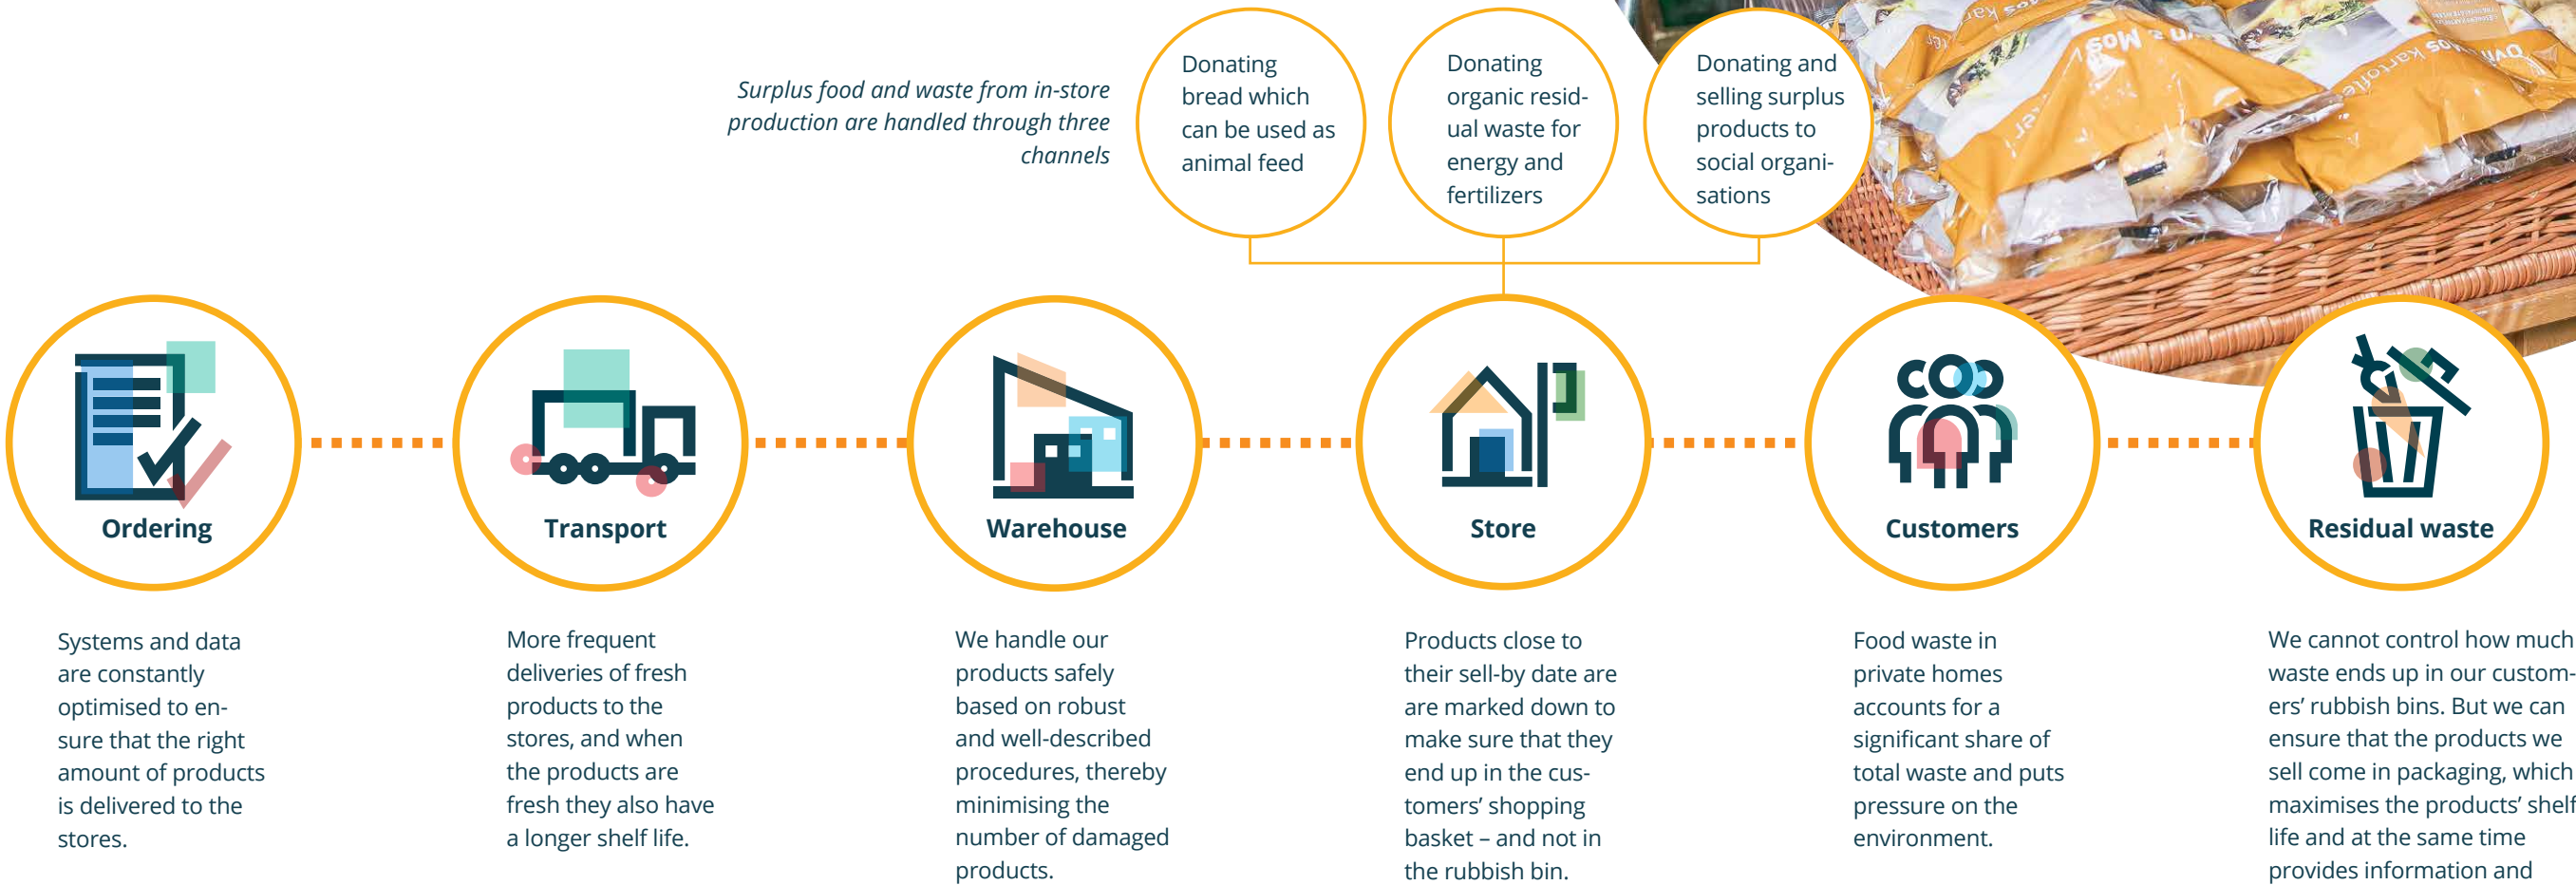 Surplus food and waste from in-store
production are handled through three
channels
Donating
bread which
can be used as
animal feed
Donating
organic resid-
ual waste for
energy and
fertilizers
Donating and
selling surplus
products to
social organi-
sations
Ordering
Systems and data
are constantly
optimised to en-
sure that the right
amount of products
is delivered to the
stores.
Transport
More frequent
deliveries of fresh
products to the
stores, and when
the products are
fresh they also have
a longer shelf life.
Warehouse
We handle our
products safely
based on robust
and well-described
procedures, thereby
minimising the
number of damaged
products.
Store
Products close to
their sell-by date are
are marked down to
make sure that they
end up in the cus-
tomers’ shopping
basket – and not in
the rubbish bin.
Customers
Food waste in
private homes
accounts for a
significant share of
total waste and puts
pressure on the
environment.
Residual waste
We cannot control how much
waste ends up in our custom-
ers’ rubbish bins. But we can
ensure that the products we
sell come in packaging, which
maximises the products’ shelf
life and at the same time
provides information and